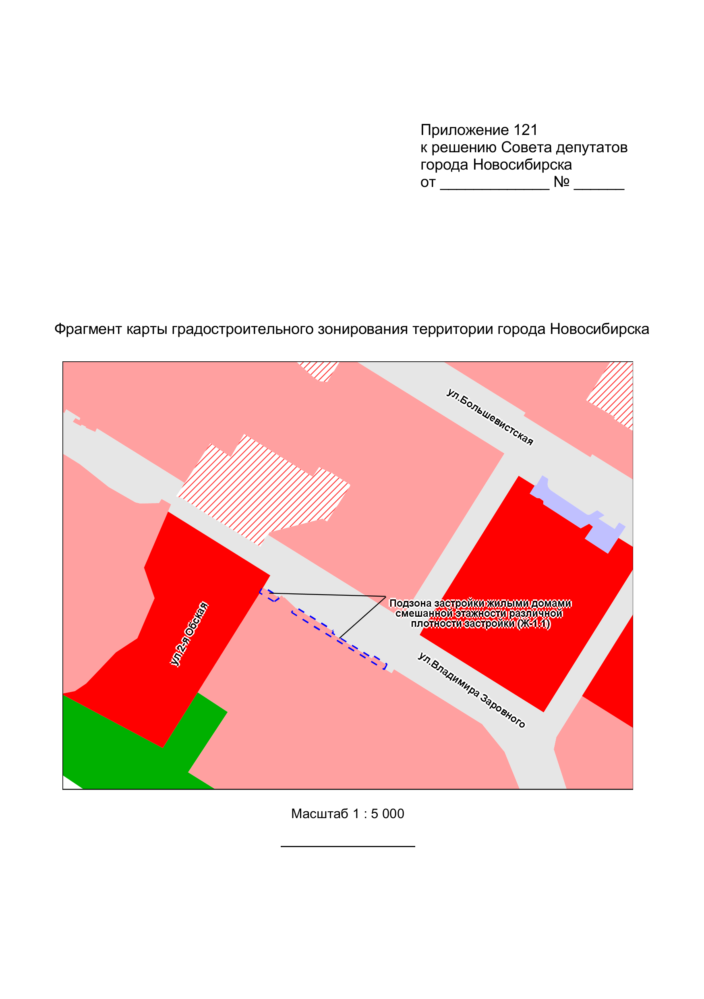 Приложение 121
к решению Совета депутатов
города Новосибирска
от _____________ № ______
Фрагмент карты градостроительного зонирования территории города Новосибирска
ул.Большевистская
Подзона застройки жилыми домами
смешанной этажности различной
плотности застройки (Ж-1.1)
ул.2-я Обская
ул.Владимира Заровного
Масштаб 1 : 5 000